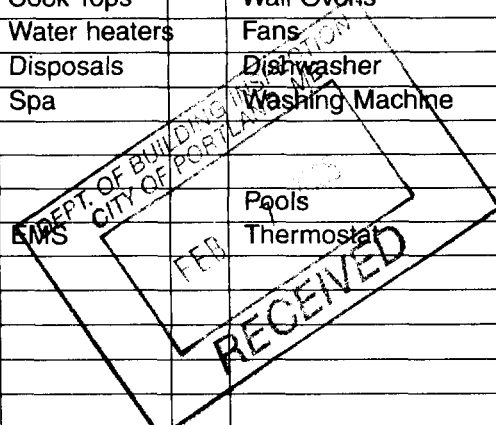 Cook Tops Wall Ovens
Water heaters Fans
Disposals Dishwasher
Spa Washing Machine
Pools
EMS Thermostat
DEPT. OF BUILDING INSPECTION
CITY OF PORTLAND, ME
FEB
RECEIVED